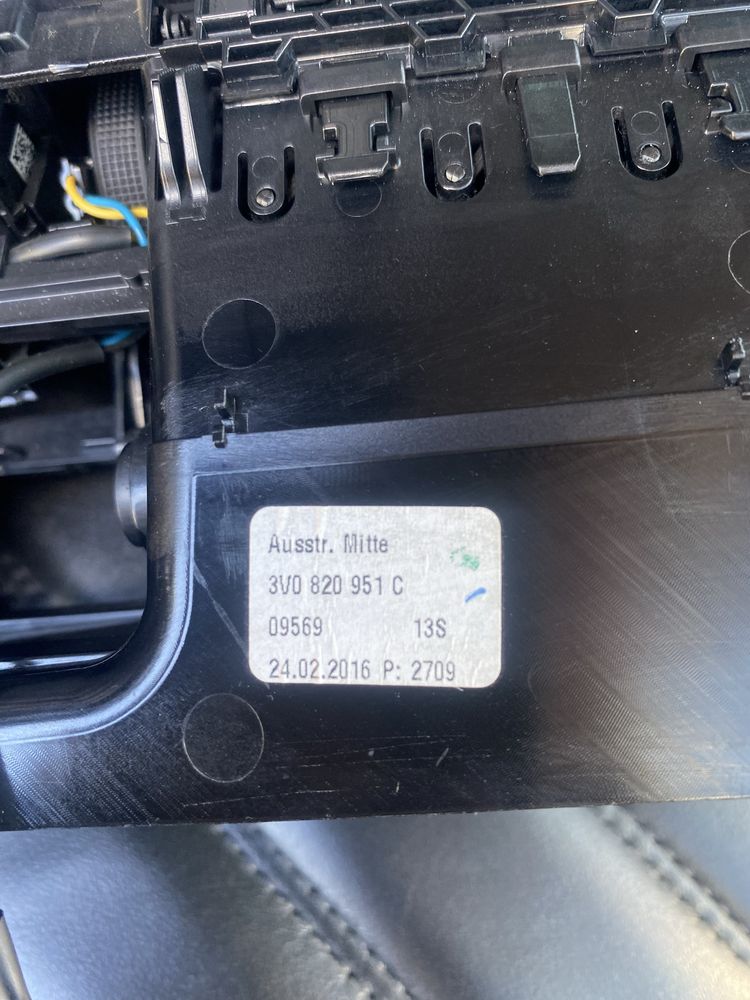 Ausstr. Mitte
3V0 820 951 C
09569 13S
24.02.2016 P: 2709